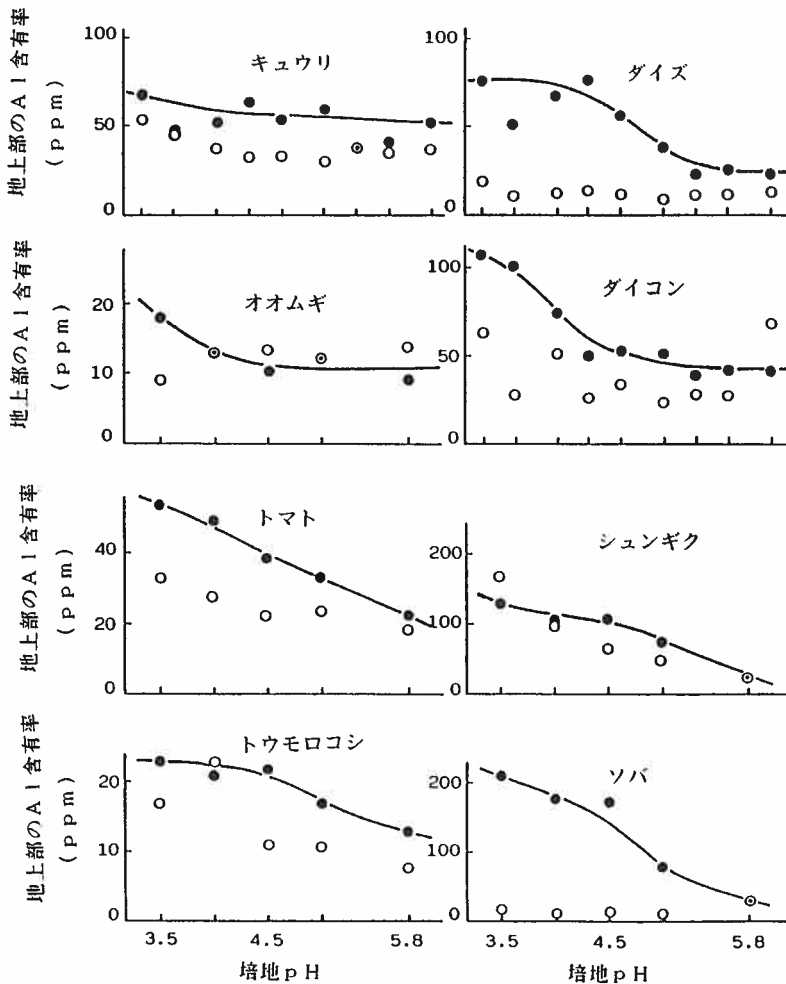 地上部のAl含有率
(ppm)
100
50
0
キュウリ
100
0
ダイズ
地上部のAl含有率
(ppm)
20
10
0
オオムギ
100
50
0
ダイコン
地上部のAl含有率
(ppm)
40
20
0
トマト
200
100
0
シュンギク
地上部のAl含有率
(ppm)
20
10
0
トウモロコシ
3.5 4.5 5.8
培地pH
200
100
0
ソバ
3.5 4.5 5.8
培地pH